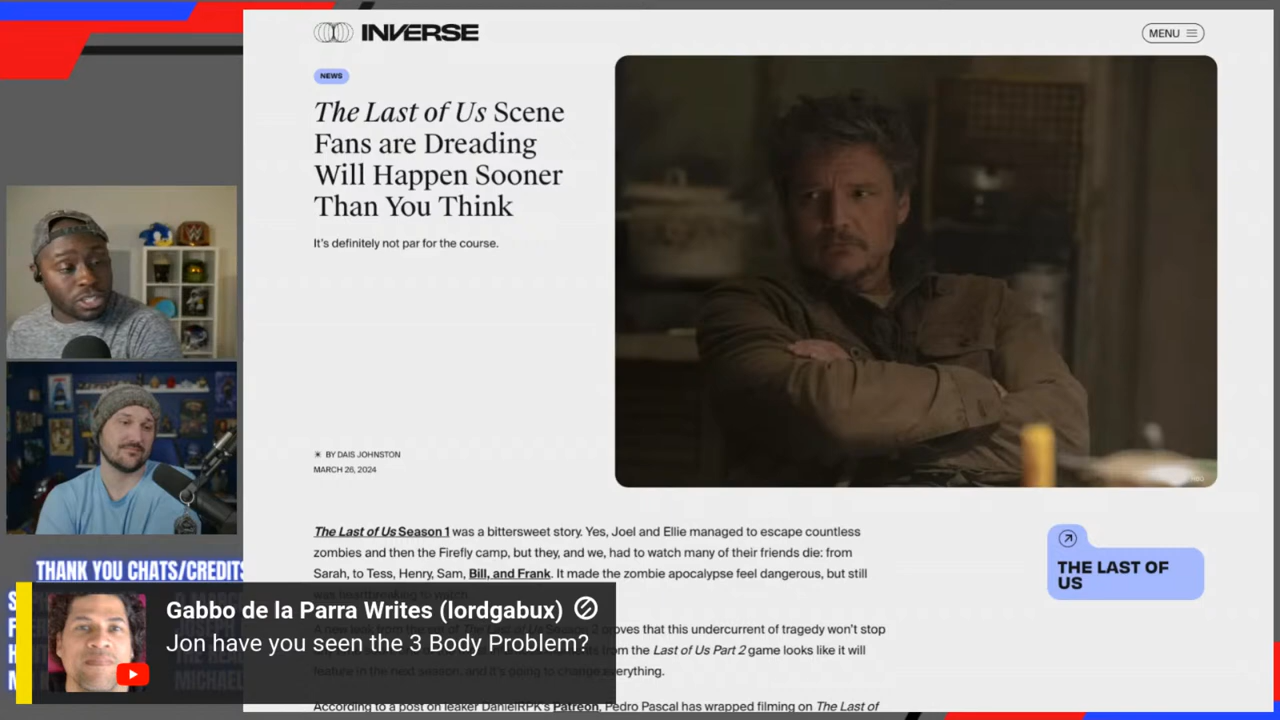 INVERSE
MENU
NEWS
The Last of Us Scene
Fans are Dreading
Will Happen Sooner
Than You Think
It's definitely not par for the course.
BY DAIS JOHNSTON
MARCH 26, 2024
HBO
The Last of Us Season 1 was a bittersweet story. Yes, Joel and Ellie managed to escape countless
zombies and then the Firefly camp, but they, and we, had to watch many of their friends die: from
Sarah, to Tess, Henry, Sam, Bill, and Frank. It made the zombie apocalypse feel dangerous, but still
was heartbreaking to watch.
proves that this undercurrent of tragedy won't stop
from the Last of Us Part 2 game looks like it will
feature in the next season, and it's going to change everything.
According to a post on leaker DanielRPK's Patreon, Pedro Pascal has wrapped filming on The Last of
THE LAST OF
US
THANK YOU CHATS/CREDITS
MICHAEL
Gabbo de la Parra Writes (lordgabux)
Jon have you seen the 3 Body Problem?